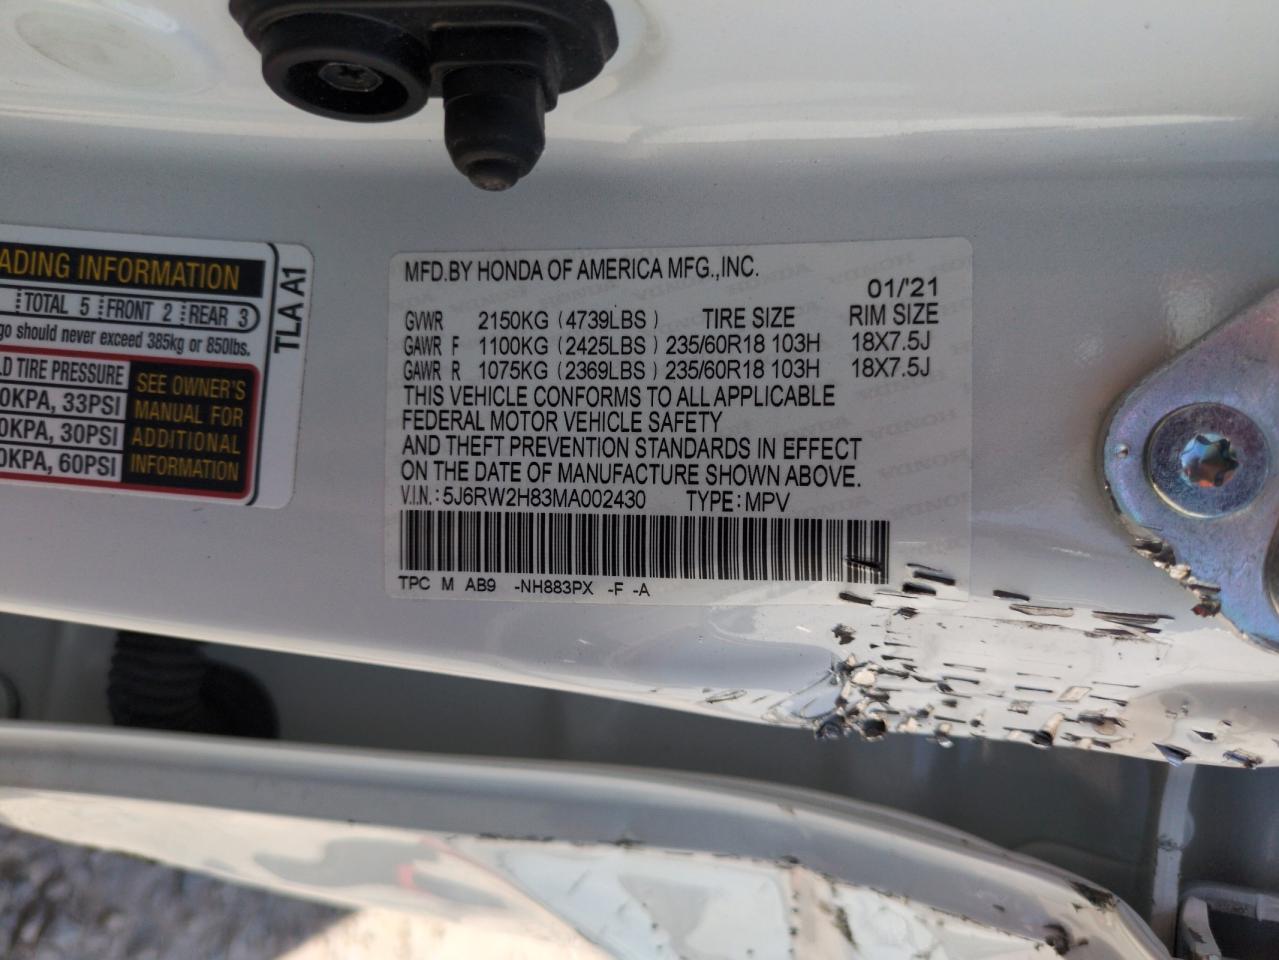 ADING INFORMATION
TOTAL 5 FRONT 2 REAR 3
go should never exceed 385kg or 850lbs.
LD TIRE PRESSURE
0KPA, 33PSI
0KPA, 30PSI
0KPA, 60PSI
SEE OWNER'S
MANUAL FOR
ADDITIONAL
INFORMATION
TLA A1
MFD.BY HONDA OF AMERICA MFG.,INC.
01/'21
GVWR 2150KG (4739LBS) TIRE SIZE RIM SIZE
GAWR F 1100KG (2425LBS) 235/60R18 103H 18X7.5J
GAWR R 1075KG (2369LBS) 235/60R18 103H 18X7.5J
THIS VEHICLE CONFORMS TO ALL APPLICABLE
FEDERAL MOTOR VEHICLE SAFETY
AND THEFT PREVENTION STANDARDS IN EFFECT
ON THE DATE OF MANUFACTURE SHOWN ABOVE.
V.I.N.: 5J6RW2H83MA002430 TYPE: MPV
TPC M AB9 -NH883PX -F -A